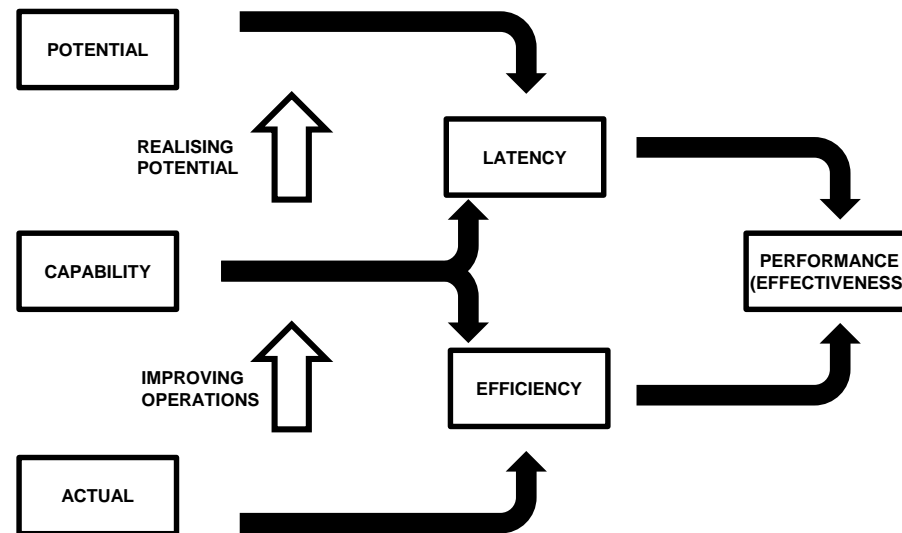 POTENTIAL
REALISING
POTENTIAL
LATENCY
CAPABILITY
PERFORMANCE
(EFFECTIVENESS
IMPROVING
OPERATIONS
EFFICIENCY
ACTUAL